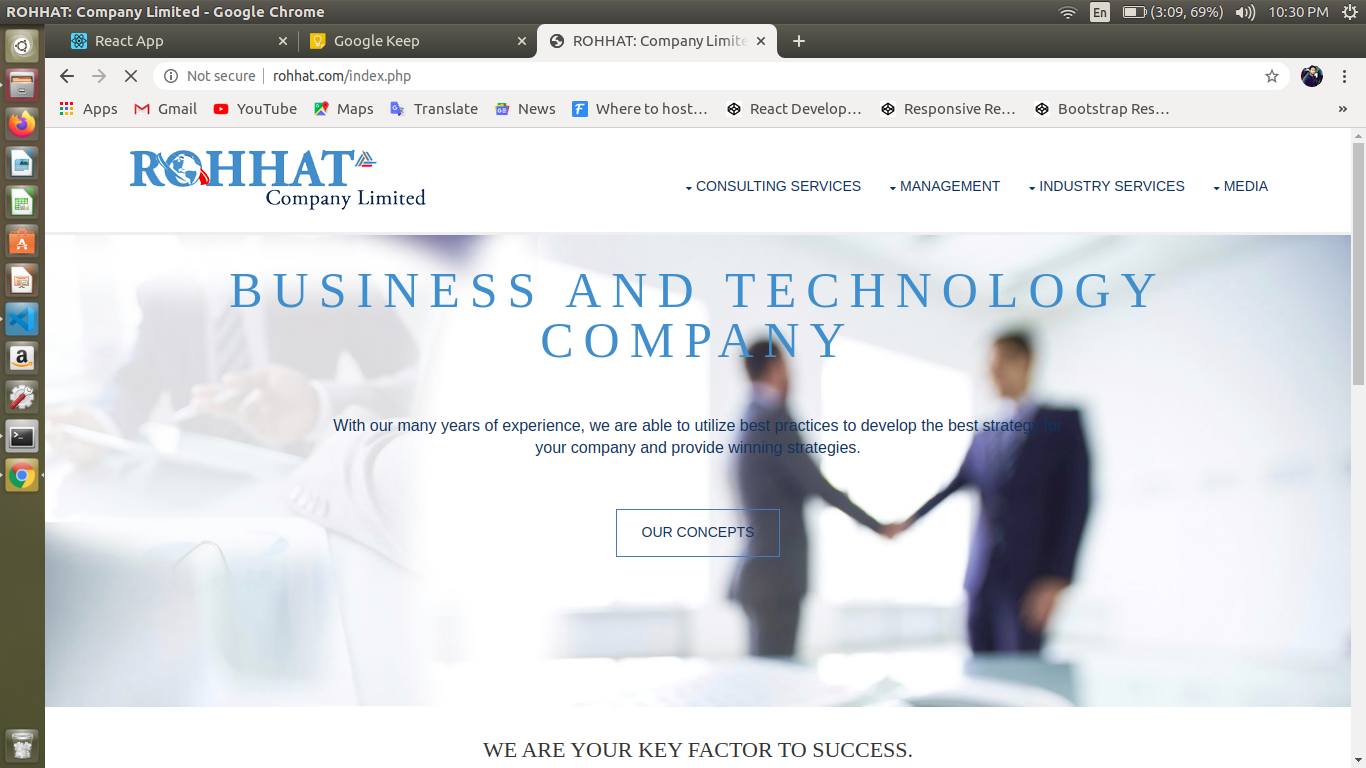 ROHHAT: Company Limited - Google Chrome
En
(3:09, 69%)
10:30 PM
React App
Google Keep
ROHHAT: Company Limite
Not secure
rohhat.com/index.php
Apps
Gmail
YouTube
Maps
Translate
News
Where to host...
React Develop...
Responsive Re...
Bootstrap Res...
»
ROHHAT
Company Limited
CONSULTING SERVICES
MANAGEMENT
INDUSTRY SERVICES
MEDIA
BUSINESS AND TECHNOLOGY
COMPANY
With our many years of experience, we are able to utilize best practices to develop the best strategy for
your company and provide winning strategies.
OUR CONCEPTS
WE ARE YOUR KEY FACTOR TO SUCCESS.